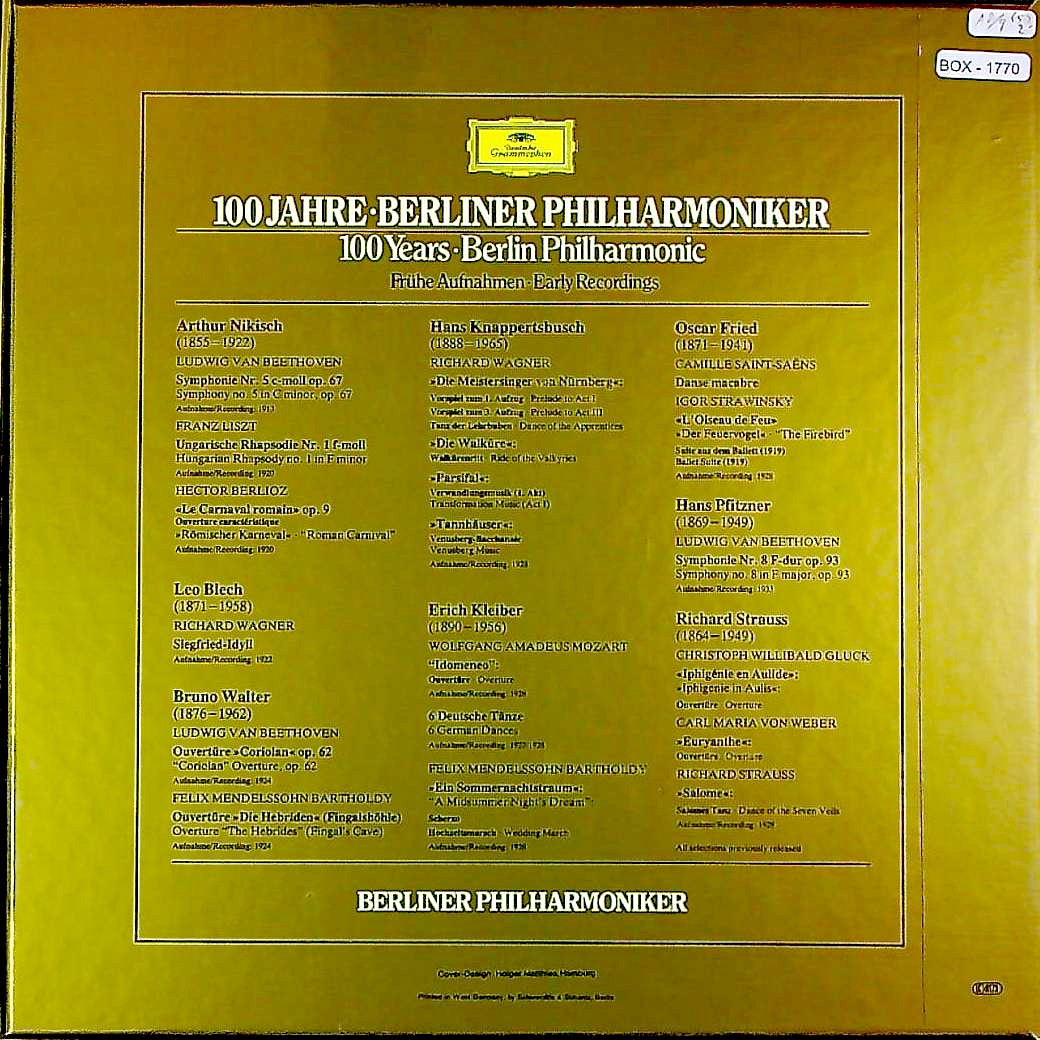 BOX - 1770
Deutsche
Grammophon
100 JAHRE·BERLINER PHILHARMONIKER
100 Years·Berlin Philharmonic
Frühe Aufnahmen·Early Recordings
Arthur Nikisch
(1855–1922)
LUDWIG VAN BEETHOVEN
Symphonie Nr. 5 c-moll op. 67
Symphony no. 5 in C minor, op. 67
Aufnahme/Recording: 1913
FRANZ LISZT
Ungarische Rhapsodie Nr. 1 f-moll
Hungarian Rhapsody no. 1 in F minor
Aufnahme/Recording: 1920
HECTOR BERLIOZ
«Le Carnaval romain» op. 9
Ouverture caractéristique
»Römischer Karneval« · “Roman Carnival”
Aufnahme/Recording: 1920
Leo Blech
(1871–1958)
RICHARD WAGNER
Siegfried-Idyll
Aufnahme/Recording: 1922
Bruno Walter
(1876–1962)
LUDWIG VAN BEETHOVEN
Ouvertüre »Coriolan« op. 62
“Coriolan” Overture, op. 62
Aufnahme/Recording: 1924
FELIX MENDELSSOHN BARTHOLDY
Ouvertüre »Die Hebriden« (Fingalshöhle)
Overture “The Hebrides” (Fingal's Cave)
Aufnahme/Recording: 1924
Hans Knappertsbusch
(1888–1965)
RICHARD WAGNER
»Die Meistersinger von Nürnberg«:
Vorspiel zum 1. Aufzug · Prelude to Act I
Vorspiel zum 3. Aufzug · Prelude to Act III
Tanz der Lehrbuben · Dance of the Apprentices
»Die Walküre«:
Walkürenritt · Ride of the Valkyries
»Parsifal«:
Verwandlungsmusik (1. Akt)
Transformation Music (Act I)
»Tannhäuser«:
Venusberg-Bacchanale
Venusberg Music
Aufnahme/Recording: 1928
Erich Kleiber
(1890–1956)
WOLFGANG AMADEUS MOZART
“Idomeneo”:
Ouvertüre · Overture
Aufnahme/Recording: 1928
6 Deutsche Tänze
6 German Dances
Aufnahme/Recording: 1927/1928
FELIX MENDELSSOHN BARTHOLDY
»Ein Sommernachtstraum«:
“A Midsummer Night's Dream”:
Scherzo
Hochzeitsmarsch · Wedding March
Aufnahme/Recording: 1928
Oscar Fried
(1871–1941)
CAMILLE SAINT-SAËNS
Danse macabre
IGOR STRAWINSKY
«L'Oiseau de Feu»
»Der Feuervogel« · “The Firebird”
Suite aus dem Ballett (1919)
Ballet Suite (1919)
Aufnahme/Recording: 1928
Hans Pfitzner
(1869–1949)
LUDWIG VAN BEETHOVEN
Symphonie Nr. 8 F-dur op. 93
Symphony no. 8 in F major, op. 93
Aufnahme/Recording: 1933
Richard Strauss
(1864–1949)
CHRISTOPH WILLIBALD GLUCK
«Iphigénie en Aulide»:
»Iphigenie in Aulis«:
Ouvertüre · Overture
CARL MARIA VON WEBER
»Euryanthe«:
Ouvertüre · Overture
RICHARD STRAUSS
»Salome«:
Salomes Tanz · Dance of the Seven Veils
Aufnahme/Recording: 1928
All selections previously released
BERLINER PHILHARMONIKER
Cover-Design: Holger Matthies, Hamburg
Printed in West Germany by
Berlin